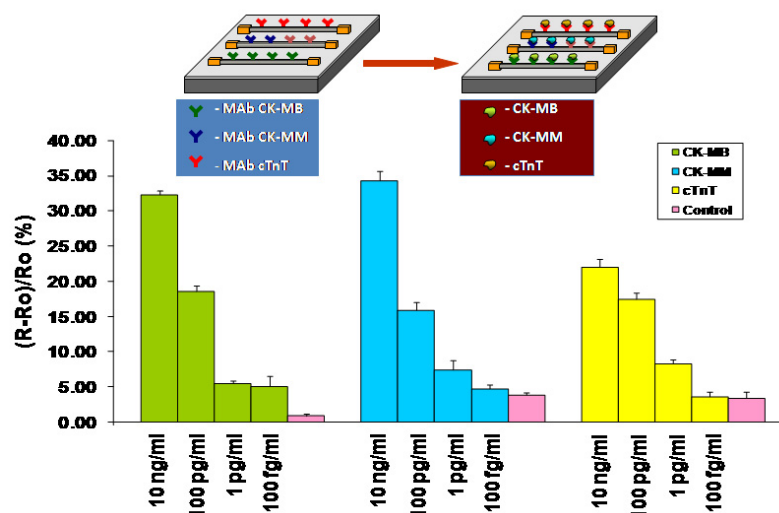 - MAb CK-MB
- MAb CK-MM
- MAb cTnT
- CK-MB
- CK-MM
- cTnT
(R-Ro)/Ro (%)
40.00
35.00
30.00
25.00
20.00
15.00
10.00
5.00
0.00
CK-MB
CK-MM
cTnT
Control
10 ng/ml
100 pg/ml
1 pg/ml
100 fg/ml
10 ng/ml
100 pg/ml
1 pg/ml
100 fg/ml
10 ng/ml
100 pg/ml
1 pg/ml
100 fg/ml